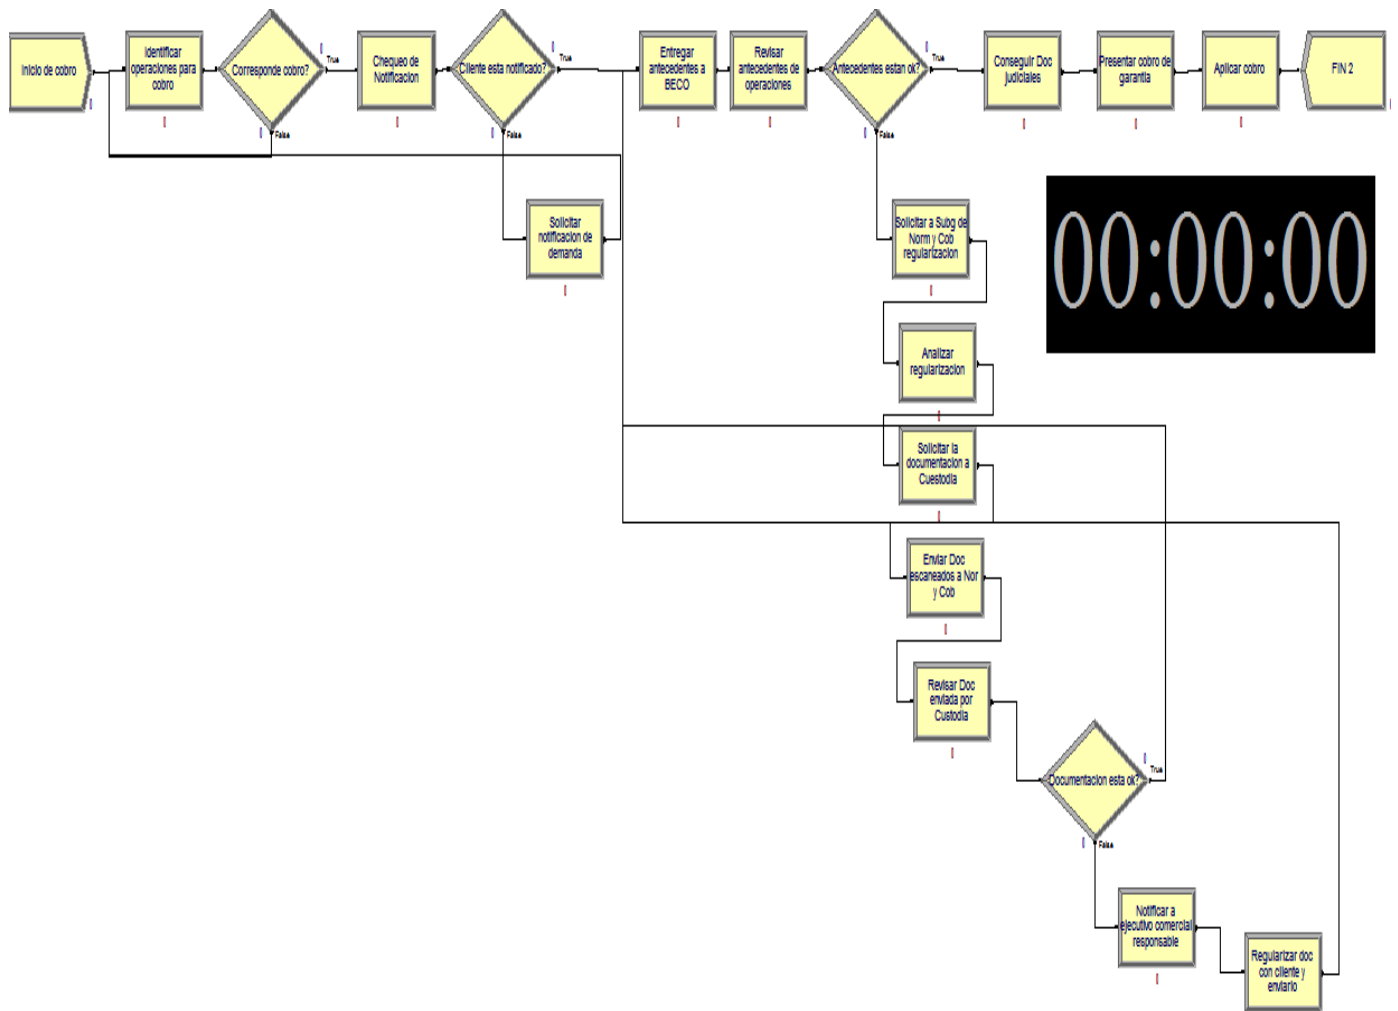 Inicio de cobro
Identificar
operaciones para
cobro
Corresponde cobro?
True
False
Chequeo de
Notificacion
Cliente esta notificado?
True
False
Solicitar
notificacion de
demanda
Entregar
antecedentes a
BECO
Revisar
antecedentes de
operaciones
Antecedentes estan ok?
True
False
Conseguir Doc
judiciales
Presentar cobro de
garantia
Aplicar cobro
FIN 2
00:00:00
Solicitar a Subg de
Norm y Cob
regularizacion
Analizar
regularizacion
Solicitar la
documentacion a
Cuestodia
Enviar Doc
escaneados a Nor
y Cob
Revisar Doc
enviada por
Custodia
Documentacion esta ok?
True
False
Notificar a
ejecutivo comercial
responsable
Regularizar doc
con cliente y
enviarlo